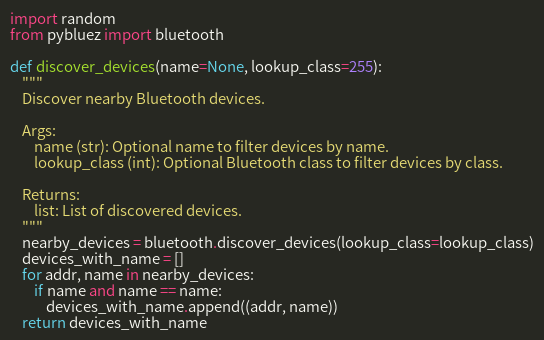 import random
from pybluez import bluetooth

def discover_devices(name=None, lookup_class=255):
    """
    Discover nearby Bluetooth devices.

    Args:
        name (str): Optional name to filter devices by name.
        lookup_class (int): Optional Bluetooth class to filter devices by class.

    Returns:
        list: List of discovered devices.
    """
    nearby_devices = bluetooth.discover_devices(lookup_class=lookup_class)
    devices_with_name = []
    for addr, name in nearby_devices:
        if name and name == name:
            devices_with_name.append((addr, name))
    return devices_with_name